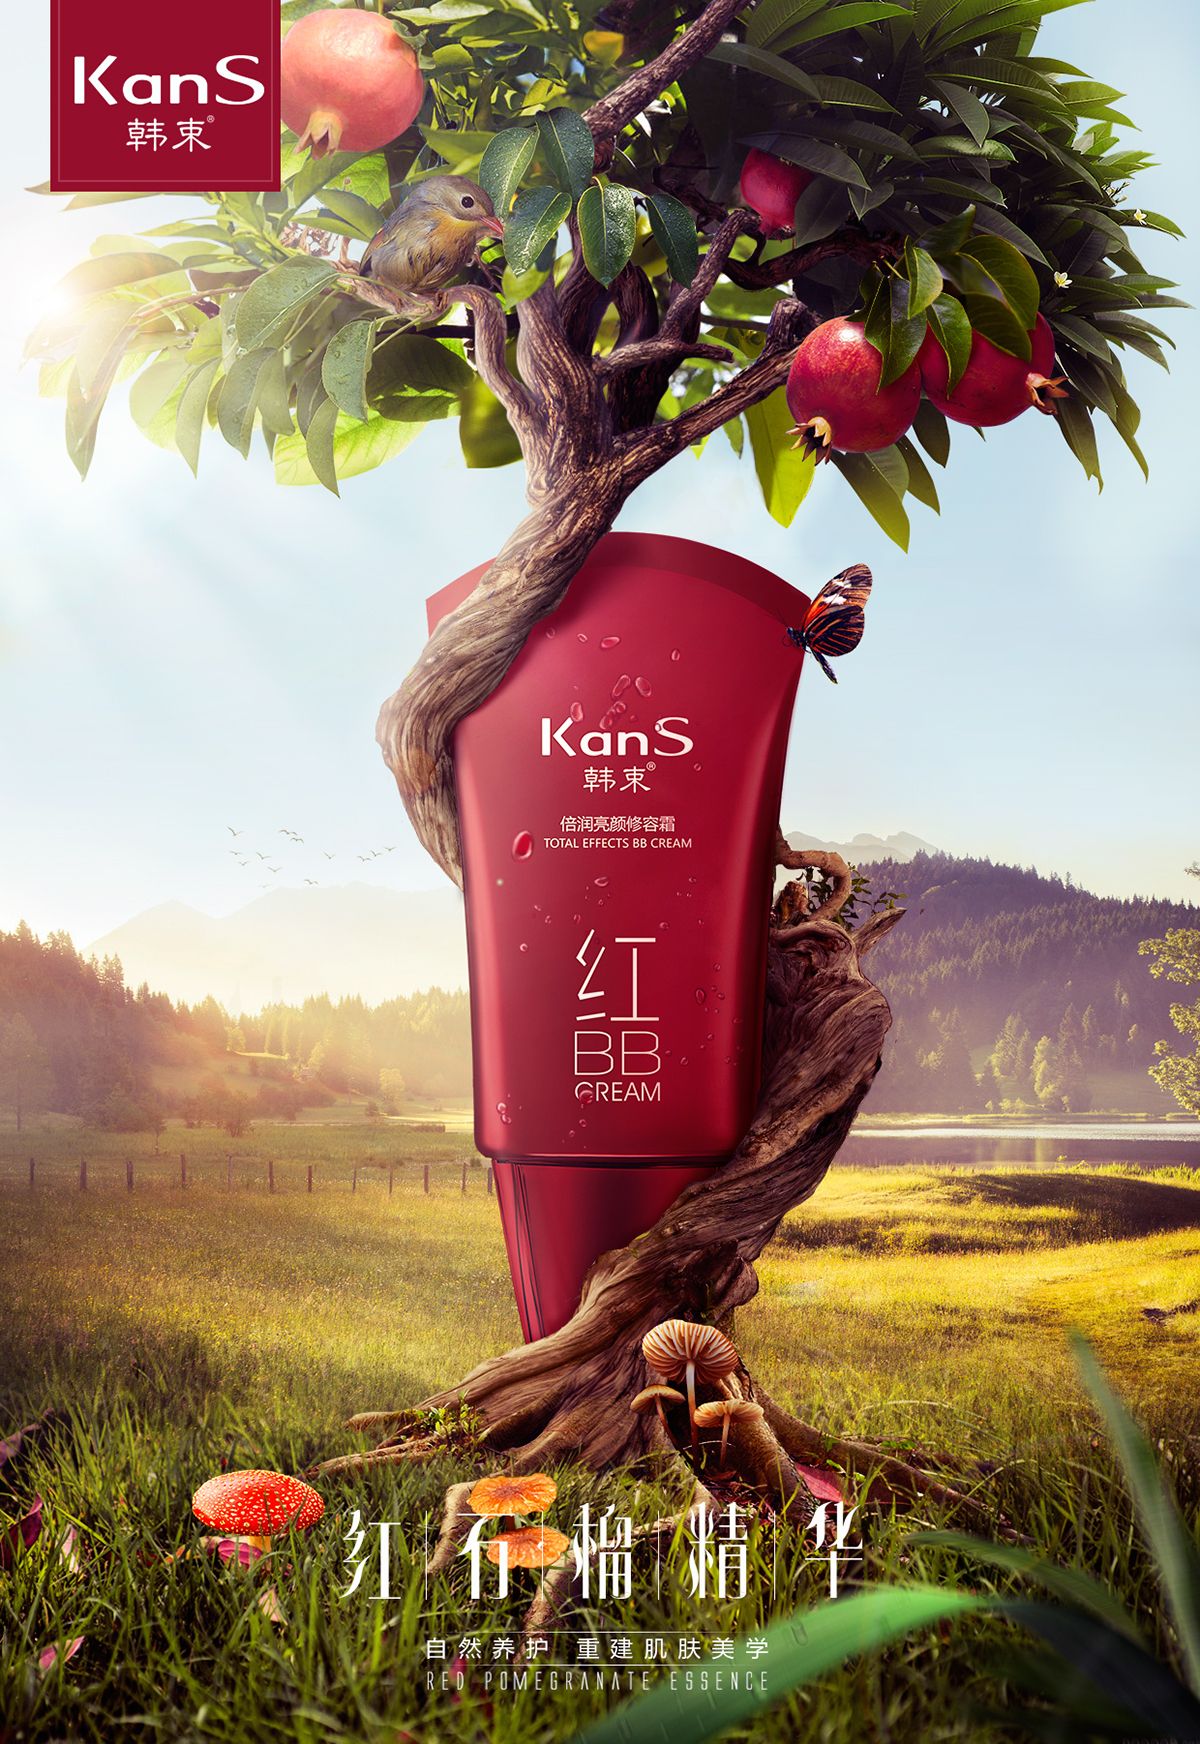 KanS
韩束®
KanS
韩束®
倍润亮颜修容霜
TOTAL EFFECTS BB CREAM
红
BB
CREAM
红石榴精华
自然养护 重建肌肤美学
RED POMEGRANATE ESSENCE